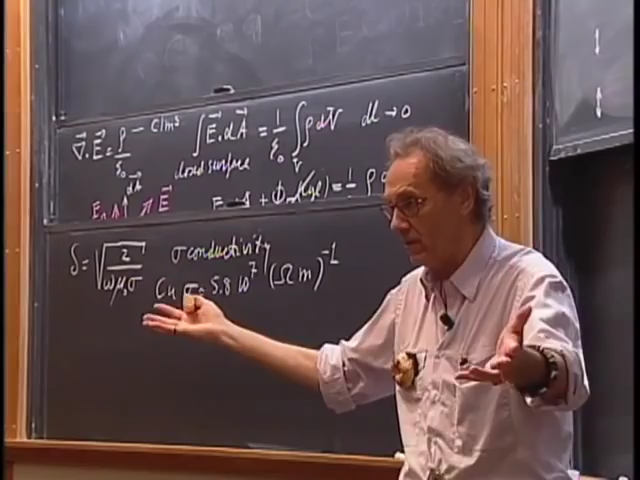 ∇⃗·E⃗ = ρ/ε₀ – C/m³ ∫E⃗·dA⃗ = 1/ε₀ ∫ρ dV dl → 0
closed surface V
dA⃗
E⃗
δ = √(2/(ωμ₀σ)) σ conductivity
Cu σ = 5.8 10⁷ (Ωm)⁻¹